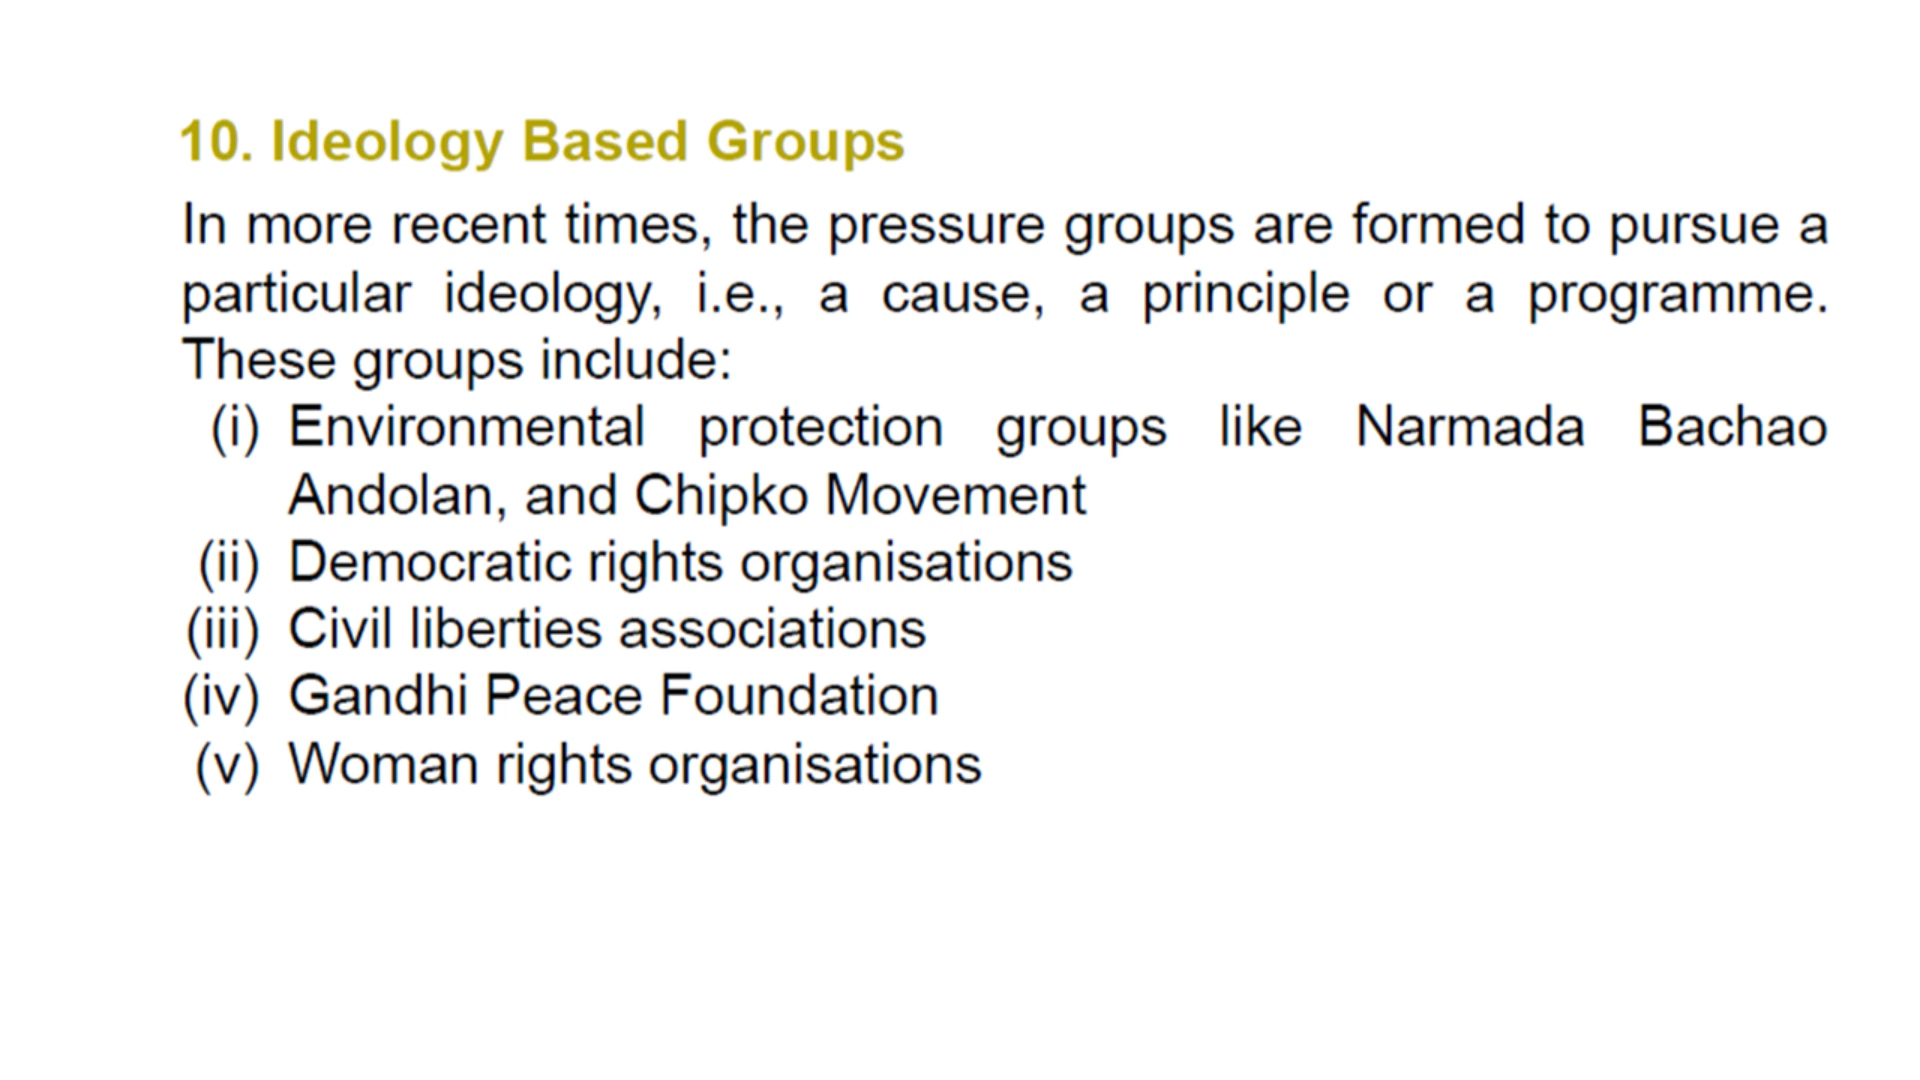 10. Ideology Based Groups
In more recent times, the pressure groups are formed to pursue a
particular ideology, i.e., a cause, a principle or a programme.
These groups include:
(i) Environmental protection groups like Narmada Bachao
Andolan, and Chipko Movement
(ii) Democratic rights organisations
(iii) Civil liberties associations
(iv) Gandhi Peace Foundation
(v) Woman rights organisations